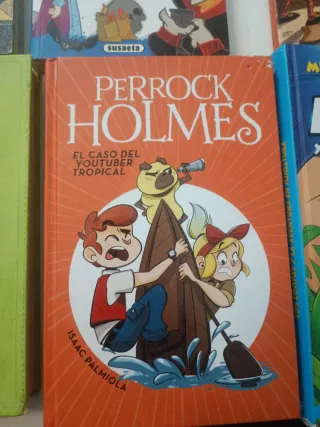 susaeta
PERROCK
HOLMES
EL CASO DEL
YOUTUBER
TROPICAL
ISAAC PALMIOLA